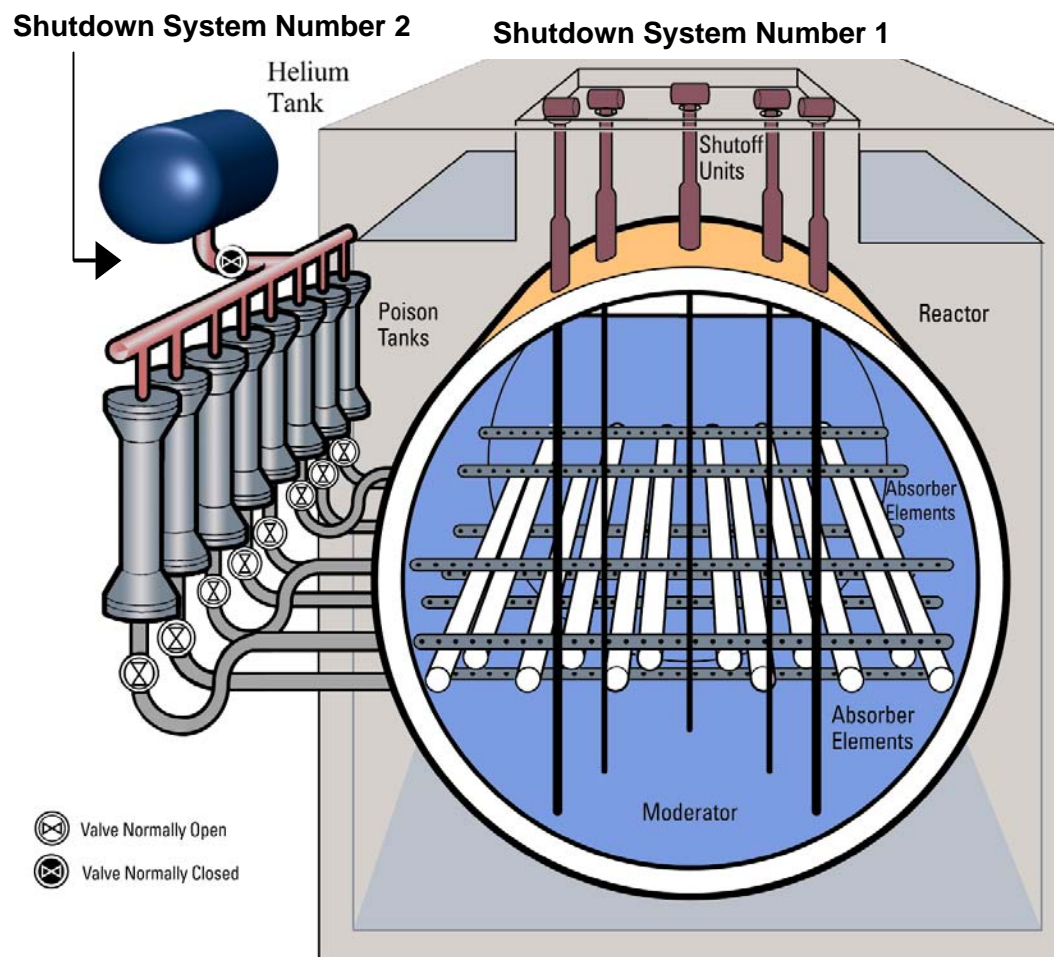 Shutdown System Number 2
Shutdown System Number 1
Helium
Tank
Shutoff
Units
Poison
Tanks
Reactor
Absorber
Elements
Absorber
Elements
Moderator
Valve Normally Open
Valve Normally Closed